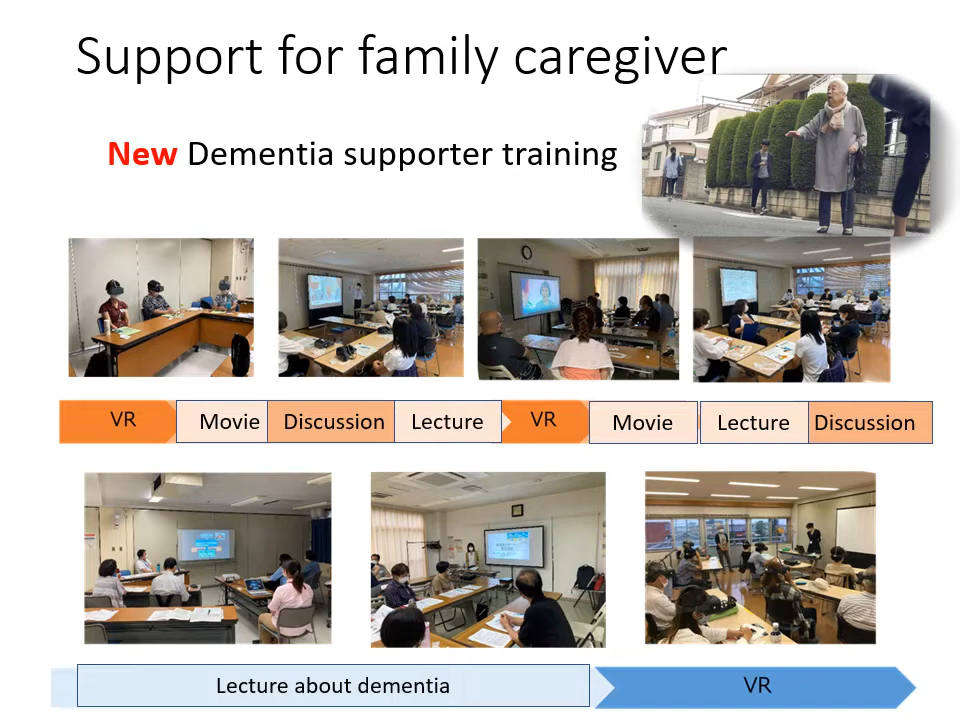 Support for family caregiver
New Dementia supporter training
VR
Movie
Discussion
Lecture
VR
Movie
Lecture
Discussion
Lecture about dementia
VR